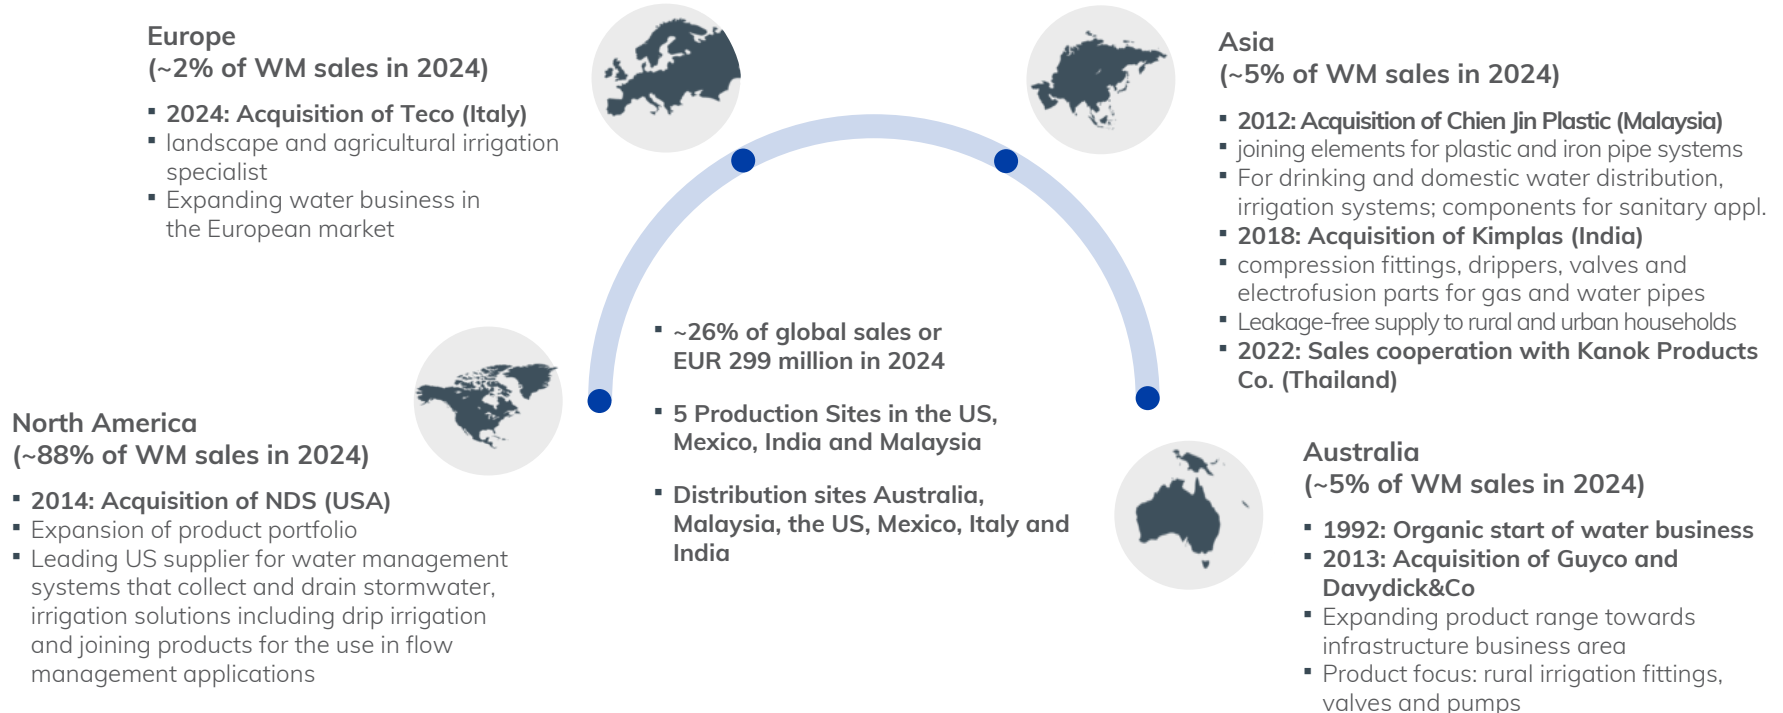 Europe
(~2% of WM sales in 2024)
▪ 2024: Acquisition of Teco (Italy)
▪ landscape and agricultural irrigation
specialist
▪ Expanding water business in
the European market
Asia
(~5% of WM sales in 2024)
▪ 2012: Acquisition of Chien Jin Plastic (Malaysia)
▪ joining elements for plastic and iron pipe systems
▪ For drinking and domestic water distribution,
irrigation systems; components for sanitary appl.
▪ 2018: Acquisition of Kimplas (India)
▪ compression fittings, drippers, valves and
electrofusion parts for gas and water pipes
▪ Leakage-free supply to rural and urban households
▪ 2022: Sales cooperation with Kanok Products
Co. (Thailand)
▪ ~26% of global sales or
EUR 299 million in 2024
▪ 5 Production Sites in the US,
Mexico, India and Malaysia
▪ Distribution sites Australia,
Malaysia, the US, Mexico, Italy and
India
North America
(~88% of WM sales in 2024)
▪ 2014: Acquisition of NDS (USA)
▪ Expansion of product portfolio
▪ Leading US supplier for water management
systems that collect and drain stormwater,
irrigation solutions including drip irrigation
and joining products for the use in flow
management applications
Australia
(~5% of WM sales in 2024)
▪ 1992: Organic start of water business
▪ 2013: Acquisition of Guyco and
Davydick&Co
▪ Expanding product range towards
infrastructure business area
▪ Product focus: rural irrigation fittings,
valves and pumps